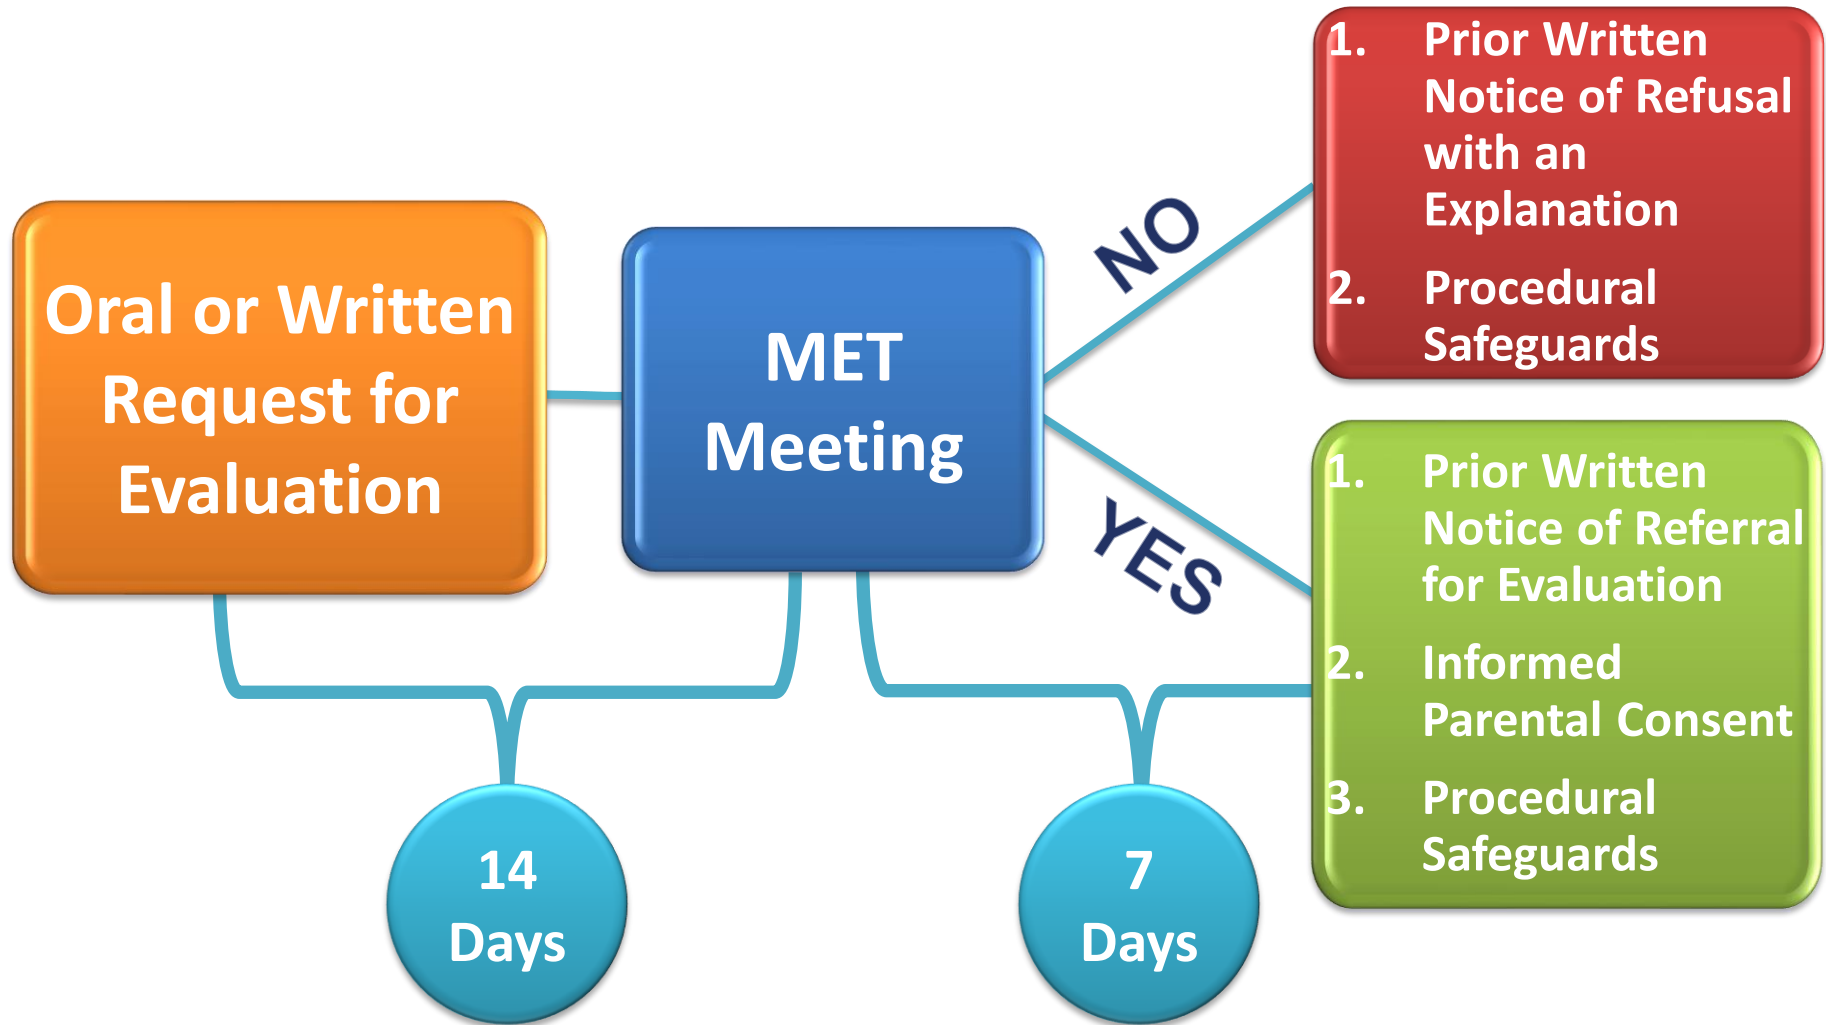 Oral or Written
Request for
Evaluation
MET
Meeting
NO
YES
1. Prior Written
Notice of Refusal
with an
Explanation
2. Procedural
Safeguards
1. Prior Written
Notice of Referral
for Evaluation
2. Informed
Parental Consent
3. Procedural
Safeguards
14
Days
7
Days